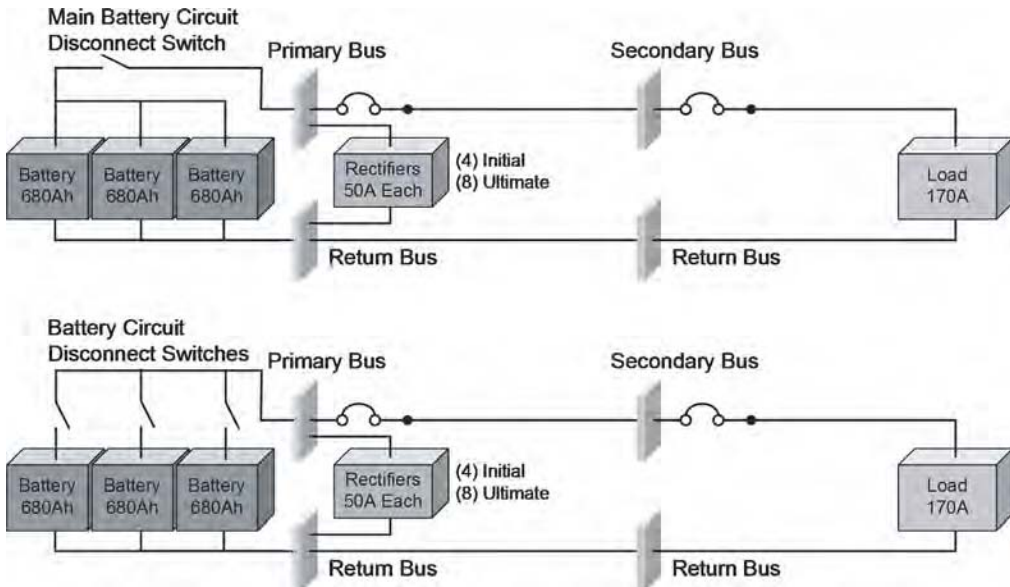 Main Battery Circuit
Disconnect Switch
Primary Bus
Secondary Bus
Battery
680Ah
Battery
680Ah
Battery
680Ah
Rectifiers
50A Each
(4) Initial
(8) Ultimate
Load
170A
Return Bus
Return Bus
Battery Circuit
Disconnect Switches
Primary Bus
Secondary Bus
Battery
680Ah
Battery
680Ah
Battery
680Ah
Rectifiers
50A Each
(4) Initial
(8) Ultimate
Load
170A
Return Bus
Return Bus